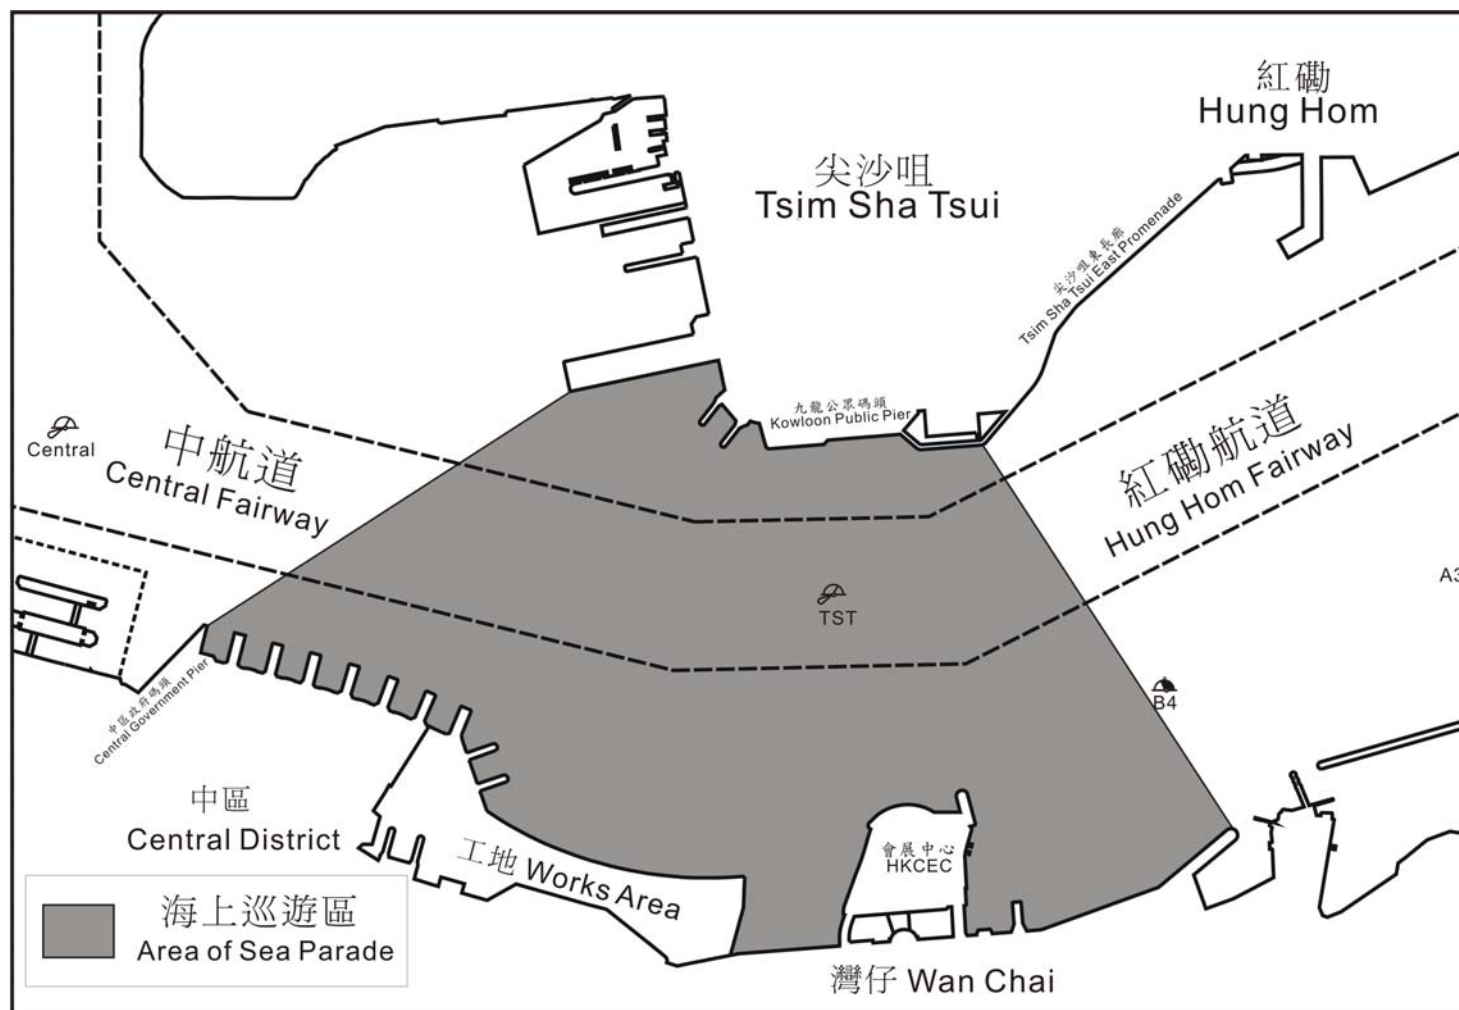 紅磡
Hung Hom
尖沙咀
Tsim Sha Tsui
尖沙咀東長廊
Tsim Sha Tsui East Promenade
九龍公眾碼頭
Kowloon Public Pier
Central
中航道
Central Fairway
紅磡航道
Hung Hom Fairway
A3
TST
B4
中區政府碼頭
Central Government Pier
中區
Central District
工地 Works Area
會展中心
HKCEC
海上巡遊區
Area of Sea Parade
灣仔 Wan Chai